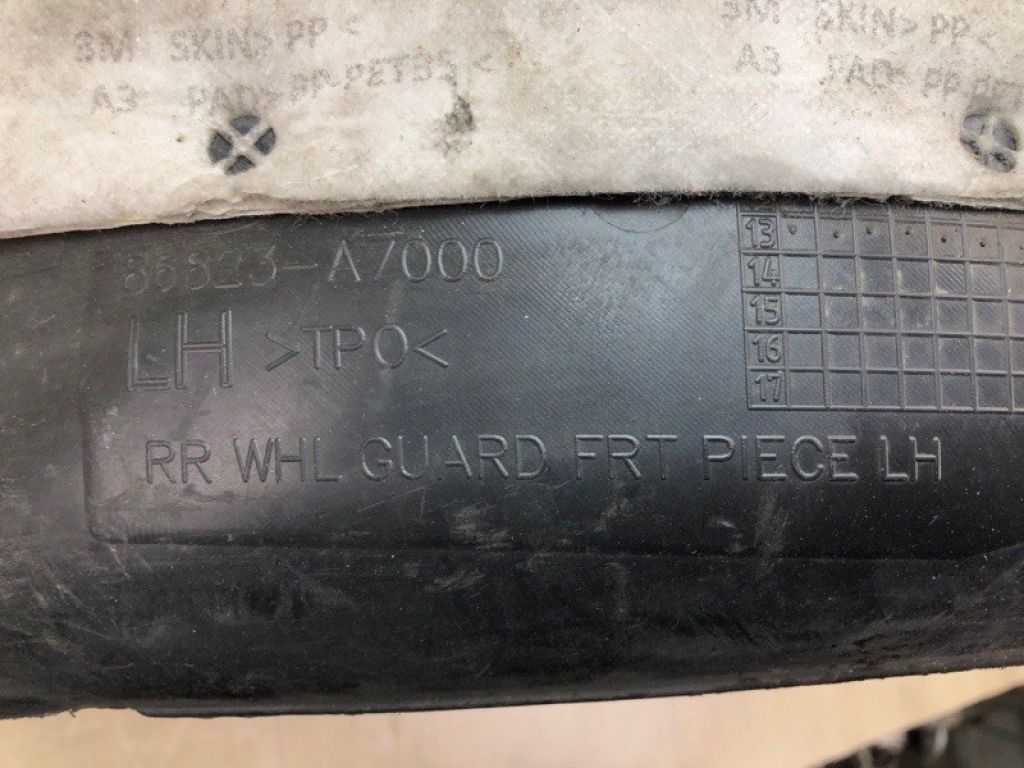 3M SKIN> PP <
A3 PAD> PP.PET35 <
3M SKIN> PP <
A3 PAD> PP.PET
86823-A7000
LH >TPO<
RR WHL GUARD FRT PIECE LH
13
14
15
16
17